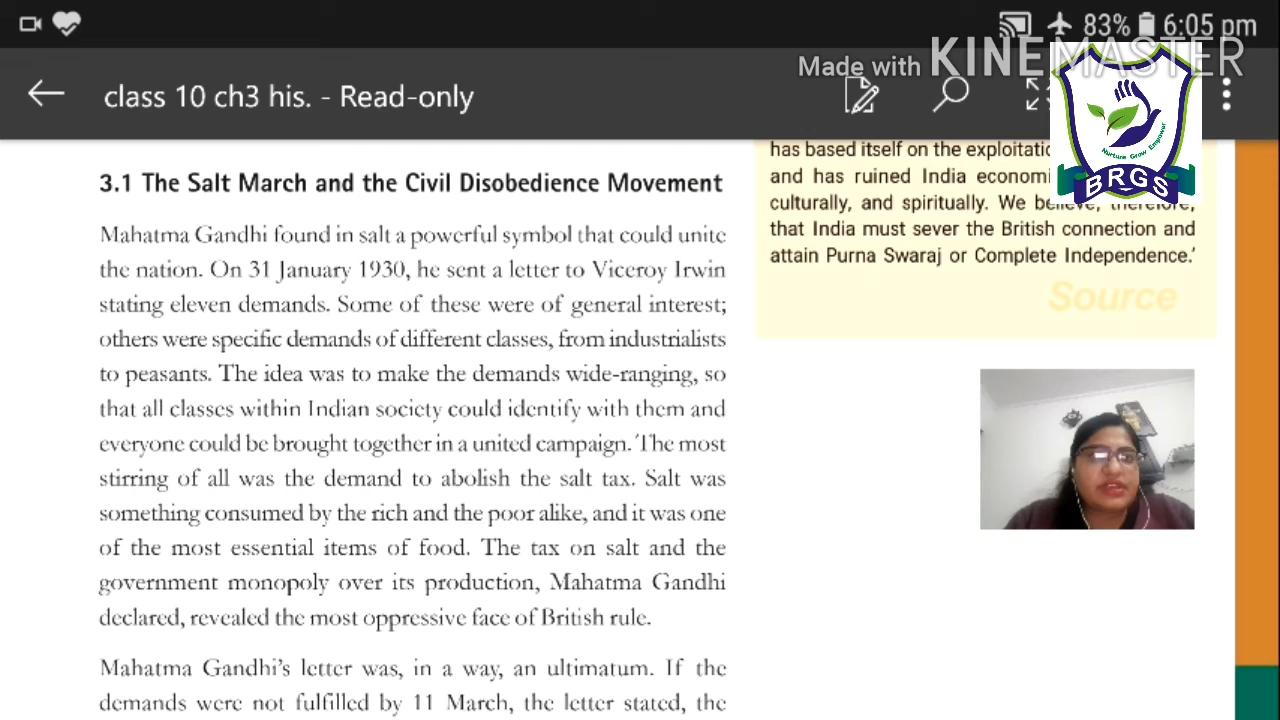 83% 6:05 pm
Made with KINEMASTER
class 10 ch3 his. - Read-only
Nurture Grow Empower
BRGS
3.1 The Salt March and the Civil Disobedience Movement
Mahatma Gandhi found in salt a powerful symbol that could unite
the nation. On 31 January 1930, he sent a letter to Viceroy Irwin
stating eleven demands. Some of these were of general interest;
others were specific demands of different classes, from industrialists
to peasants. The idea was to make the demands wide-ranging, so
that all classes within Indian society could identify with them and
everyone could be brought together in a united campaign. The most
stirring of all was the demand to abolish the salt tax. Salt was
something consumed by the rich and the poor alike, and it was one
of the most essential items of food. The tax on salt and the
government monopoly over its production, Mahatma Gandhi
declared, revealed the most oppressive face of British rule.
Mahatma Gandhi's letter was, in a way, an ultimatum. If the
demands were not fulfilled by 11 March, the letter stated, the
has based itself on the
and has ruined India
culturally, and spiritually. We believe, therefore,
that India must sever the British connection and
attain Purna Swaraj or Complete Independence.'
Source